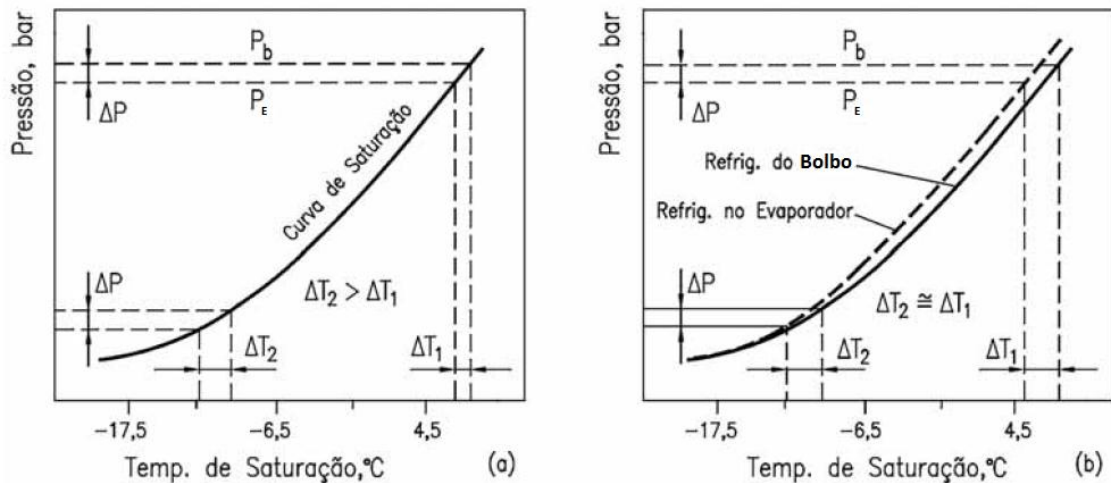 Pressão, bar
P_b
P_E
ΔP
Curva de Saturação
ΔP
ΔT₂ > ΔT₁
ΔT₂
ΔT₁
-17,5
-6,5
4,5
Temp. de Saturação,°C
(a)
Pressão, bar
P_b
P_E
ΔP
Refrig. do Bolbo
Refrig. no Evaporador
ΔP
ΔT₂ ≅ ΔT₁
ΔT₂
ΔT₁
-17,5
-6,5
4,5
Temp. de Saturação,°C
(b)